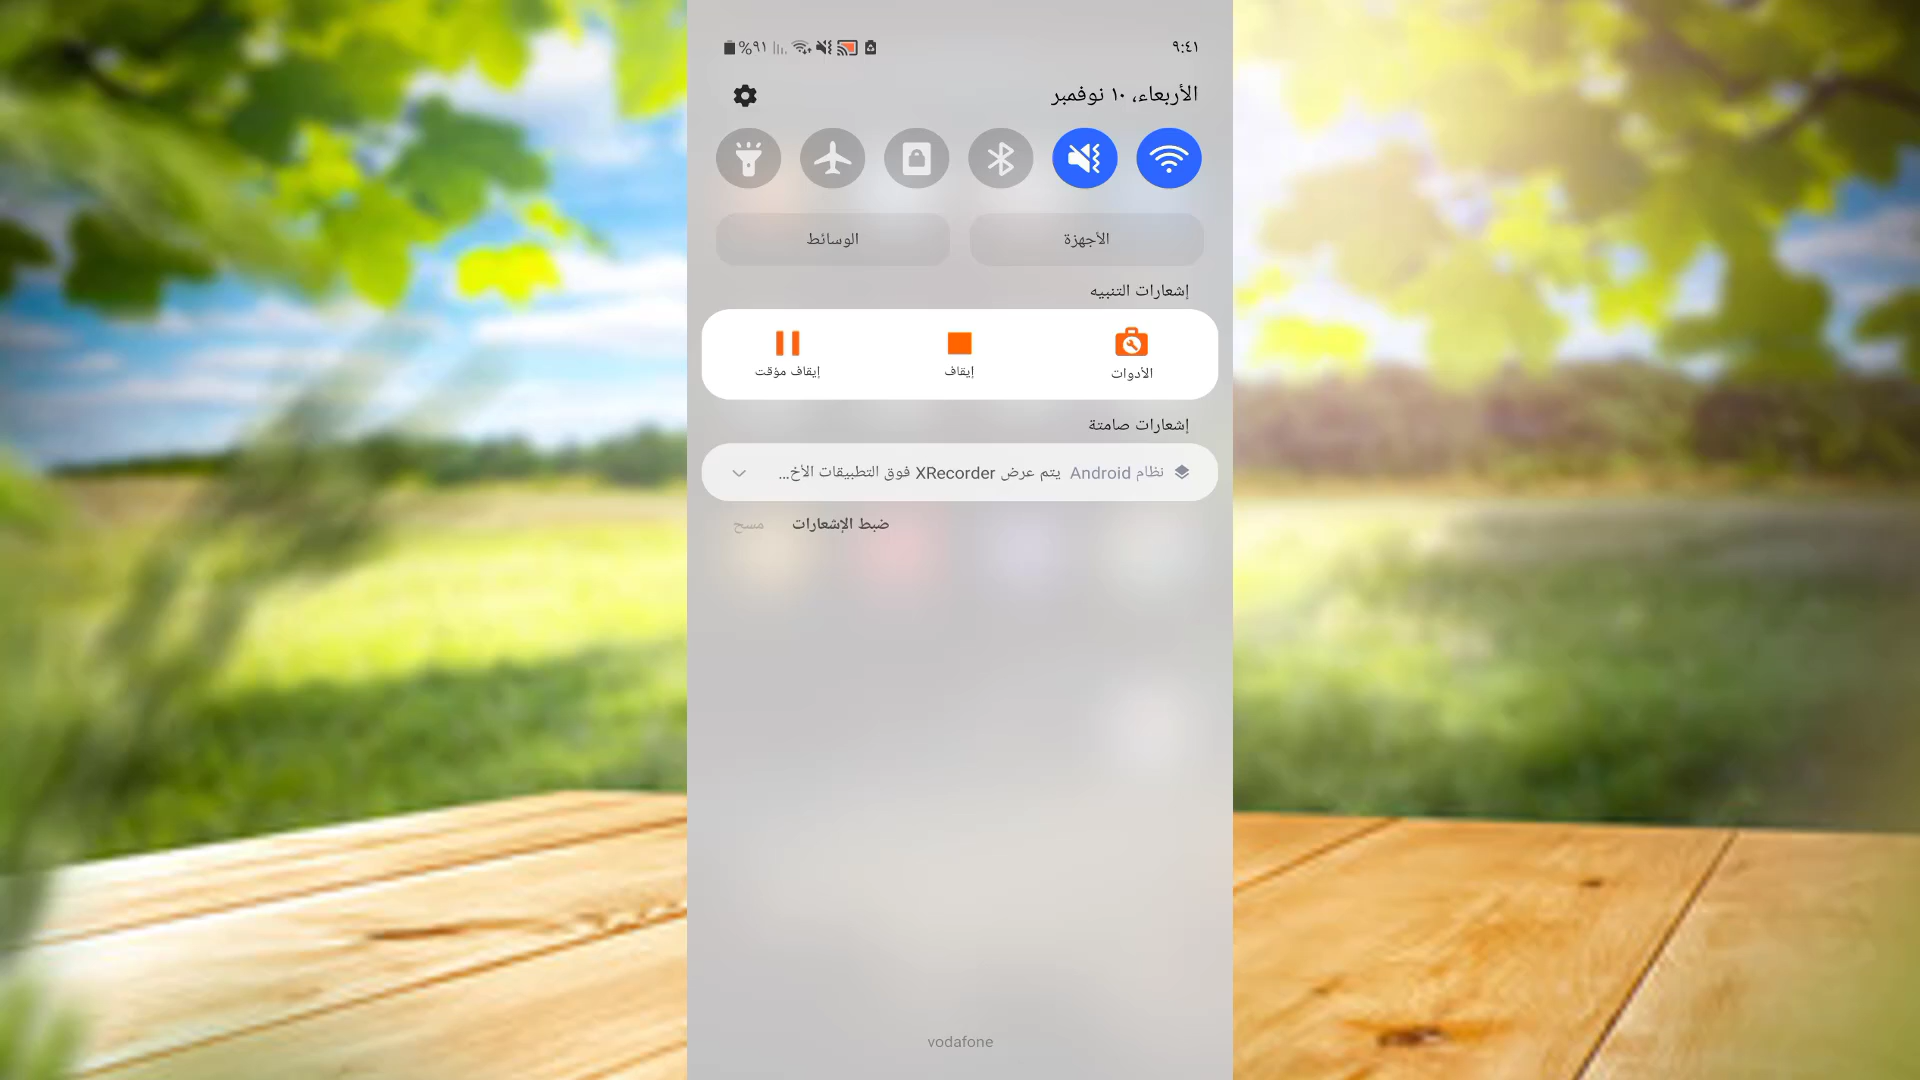 ٩:٤١ ٩١%
الأربعاء، ١٠ نوفمبر
الأجهزة الوسائط
إشعارات التنبيه
الأدوات إيقاف إيقاف مؤقت
إشعارات صامتة
نظام Android يتم عرض XRecorder فوق التطبيقات الأخ...
ضبط الإشعارات مسح
vodafone